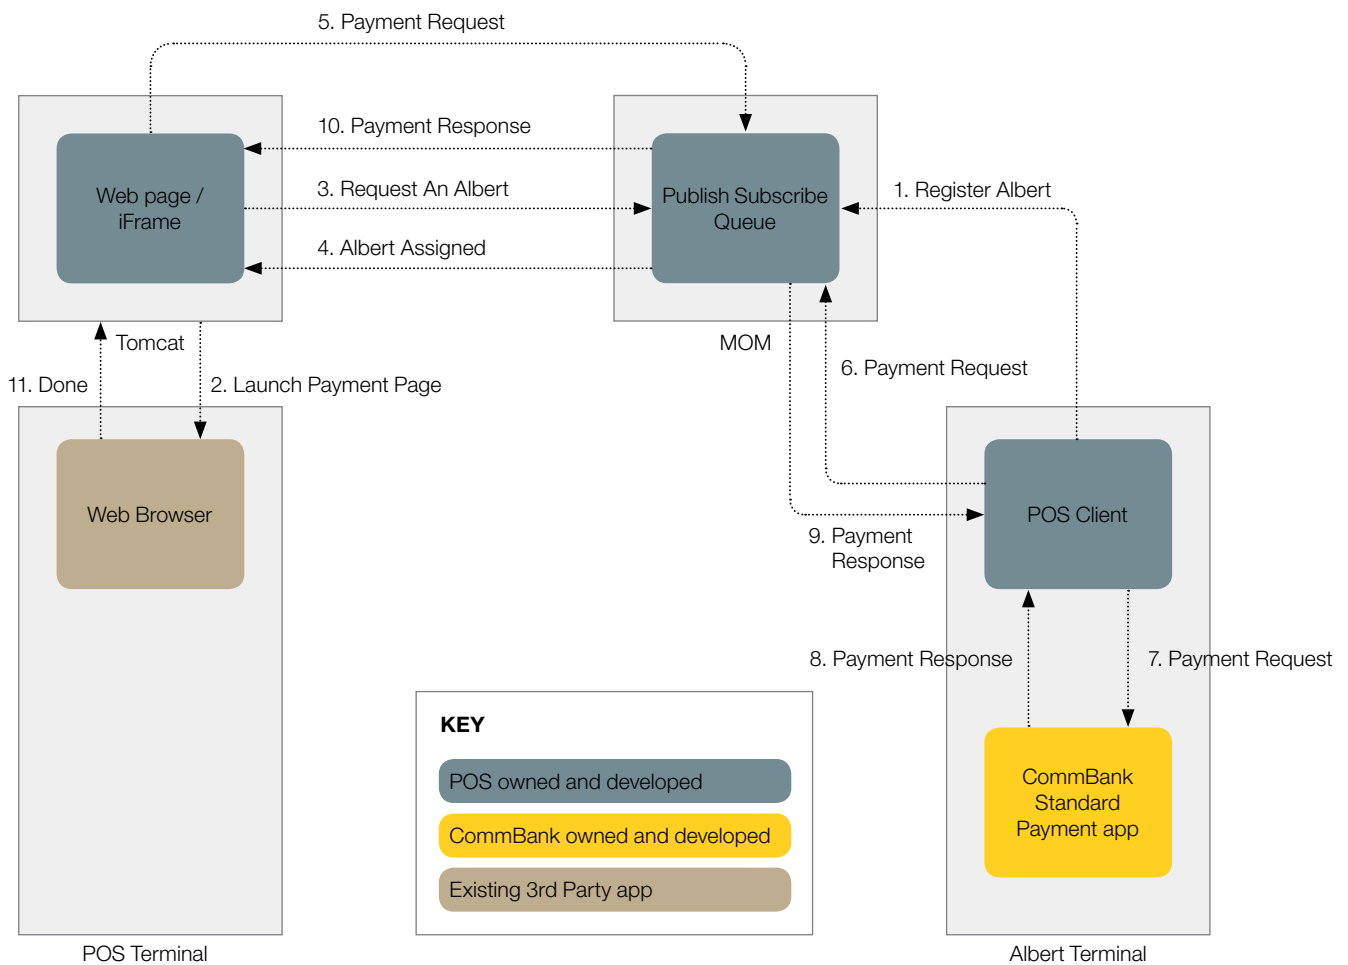 5. Payment Request
10. Payment Response
Web page /
iFrame
3. Request An Albert
Publish Subscribe
Queue
1. Register Albert
4. Albert Assigned
Tomcat
MOM
11. Done
2. Launch Payment Page
6. Payment Request
Web Browser
POS Client
9. Payment
Response
8. Payment Response
7. Payment Request
KEY
POS owned and developed
CommBank owned and developed
Existing 3rd Party app
CommBank
Standard
Payment app
POS Terminal
Albert Terminal